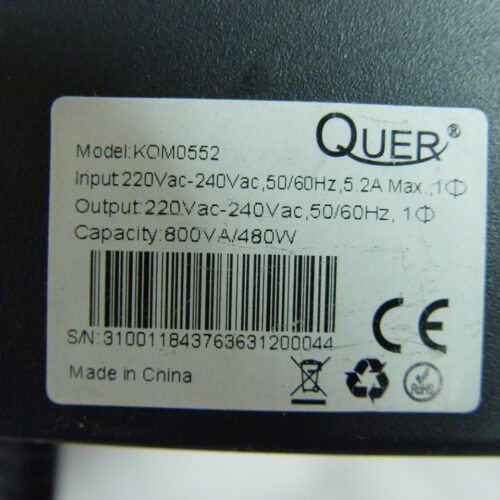 QUER®
Model:KOM0552
Input:220Vac-240Vac,50/60Hz,5.2A Max.,1Φ
Output:220Vac-240Vac,50/60Hz, 1Φ
Capacity:800VA/480W
S/N:310011843763631200044
CE
Made in China
RoHS